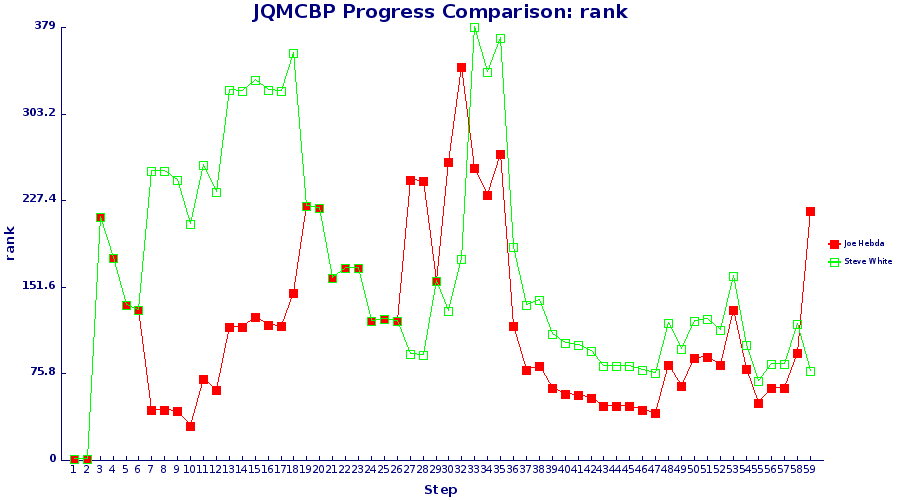 JQMCBP Progress Comparison: rank
379
303.2
227.4
151.6
75.8
0
rank
1 2 3 4 5 6 7 8 9 10 11 12 13 14 15 16 17 18 19 20 21 22 23 24 25 26 27 28 29 30 31 32 33 34 35 36 37 38 39 40 41 42 43 44 45 46 47 48 49 50 51 52 53 54 55 56 57 58 59
Step
Joe Hebda
Steve White